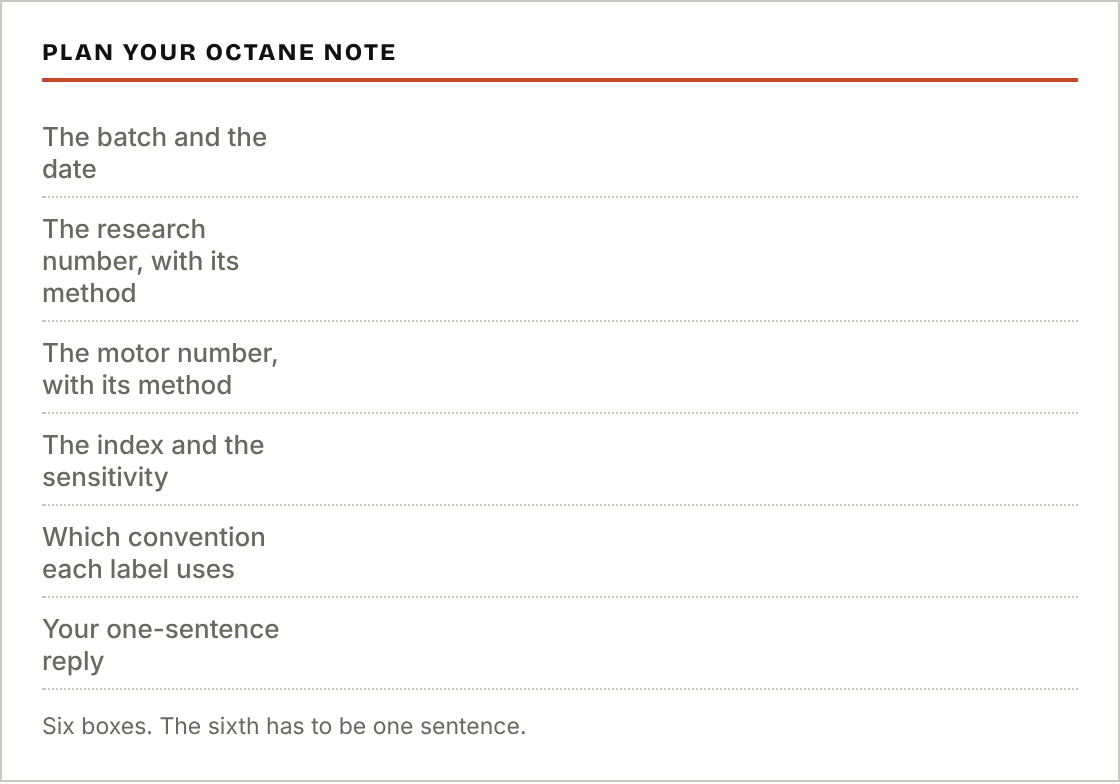 PLAN YOUR OCTANE NOTE
The batch and the
date
The research
number, with its
method
The motor number,
with its method
The index and the
sensitivity
Which convention
each label uses
Your one-sentence
reply
Six boxes. The sixth has to be one sentence.